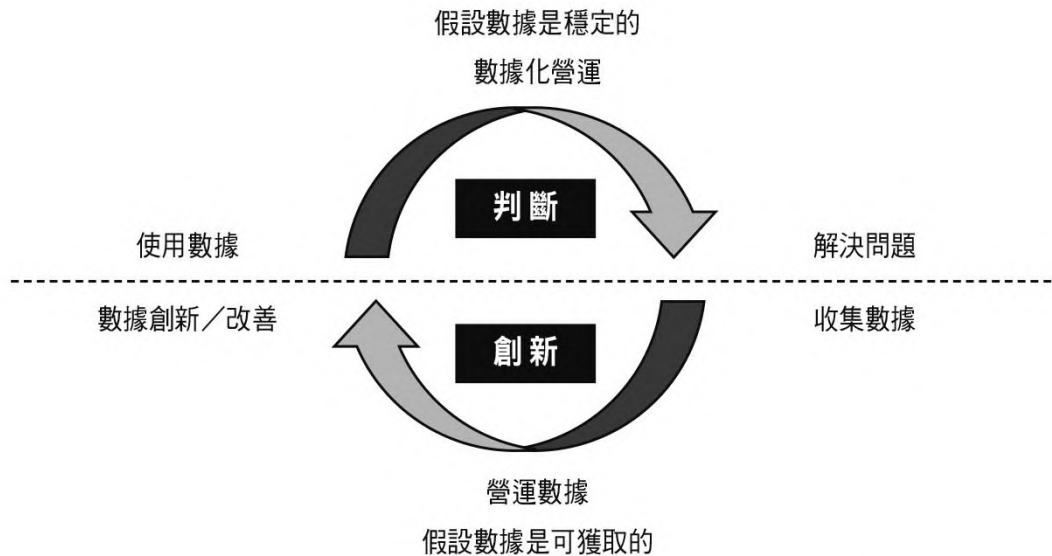 假設數據是穩定的
數據化營運
判斷
使用數據
解決問題
數據創新／改善
收集數據
創新
營運數據
假設數據是可獲取的